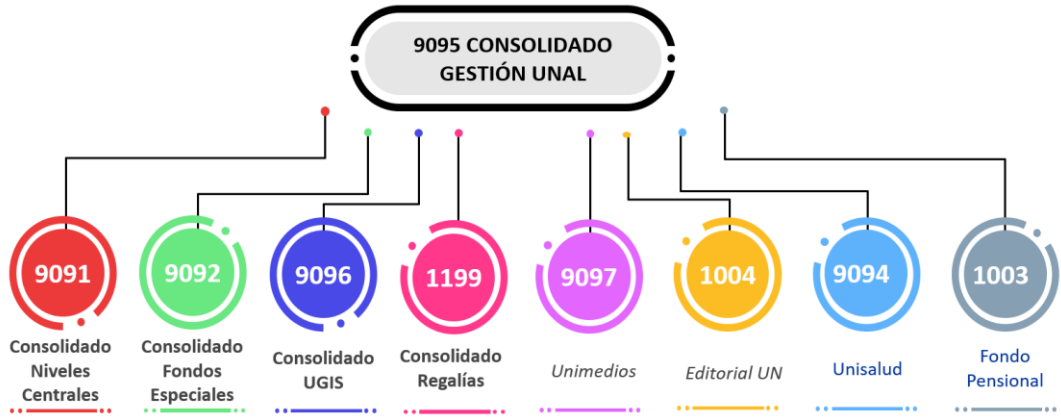 9095 CONSOLIDADO
GESTIÓN UNAL
9091
9092
9096
1199
9097
1004
9094
1003
Consolidado
Niveles
Centrales
Consolidado
Fondos
Especiales
Consolidado
UGIS
Consolidado
Regalías
Unimedios
Editorial UN
Unisalud
Fondo
Pensional